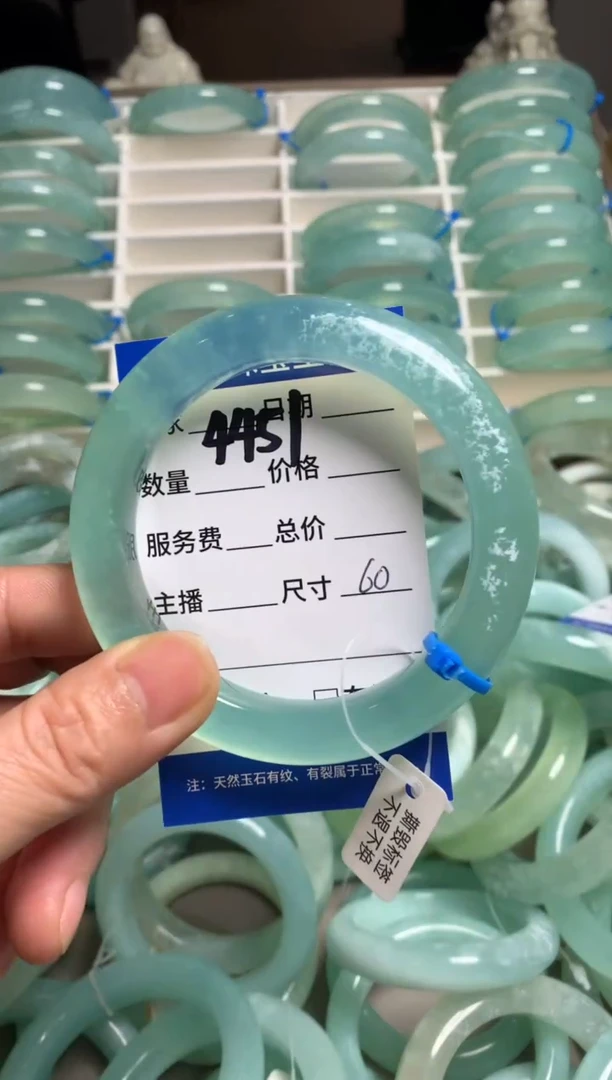 日期
4451
数量 价格
服务费 总价
主播 尺寸 60
注：天然玉石有纹、有裂属于正常
撕毁标签
不退不换